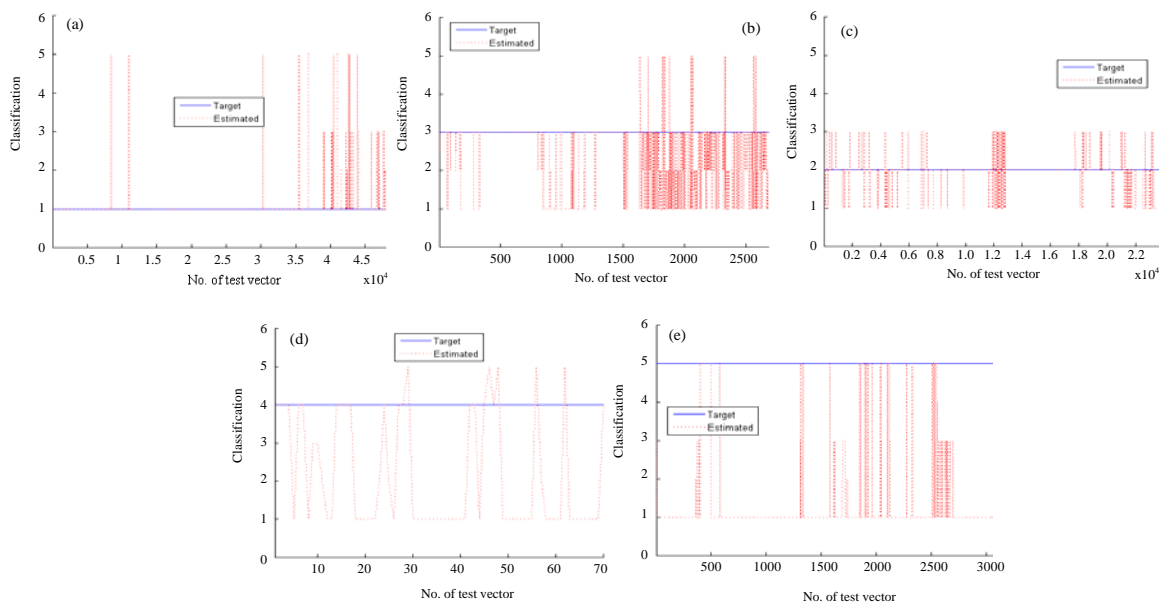 (a)
Classification
6
5
4
3
2
1
0
Target
Estimated
0.5 1 1.5 2 2.5 3 3.5 4 4.5
No. of test vector
x10⁴
(b)
Classification
6
5
4
3
2
1
0
Target
Estimated
500 1000 1500 2000 2500
No. of test vector
(c)
Classification
6
5
4
3
2
1
0
Target
Estimated
0.2 0.4 0.6 0.8 1.0 1.2 1.4 1.6 1.8 2.0 2.2
No. of test vector
x10⁴
(d)
Classification
6
5
4
3
2
1
0
Target
Estimated
10 20 30 40 50 60 70
No. of test vector
(e)
Classification
6
5
4
3
2
1
0
Target
Estimated
500 1000 1500 2000 2500 3000
No. of test vector